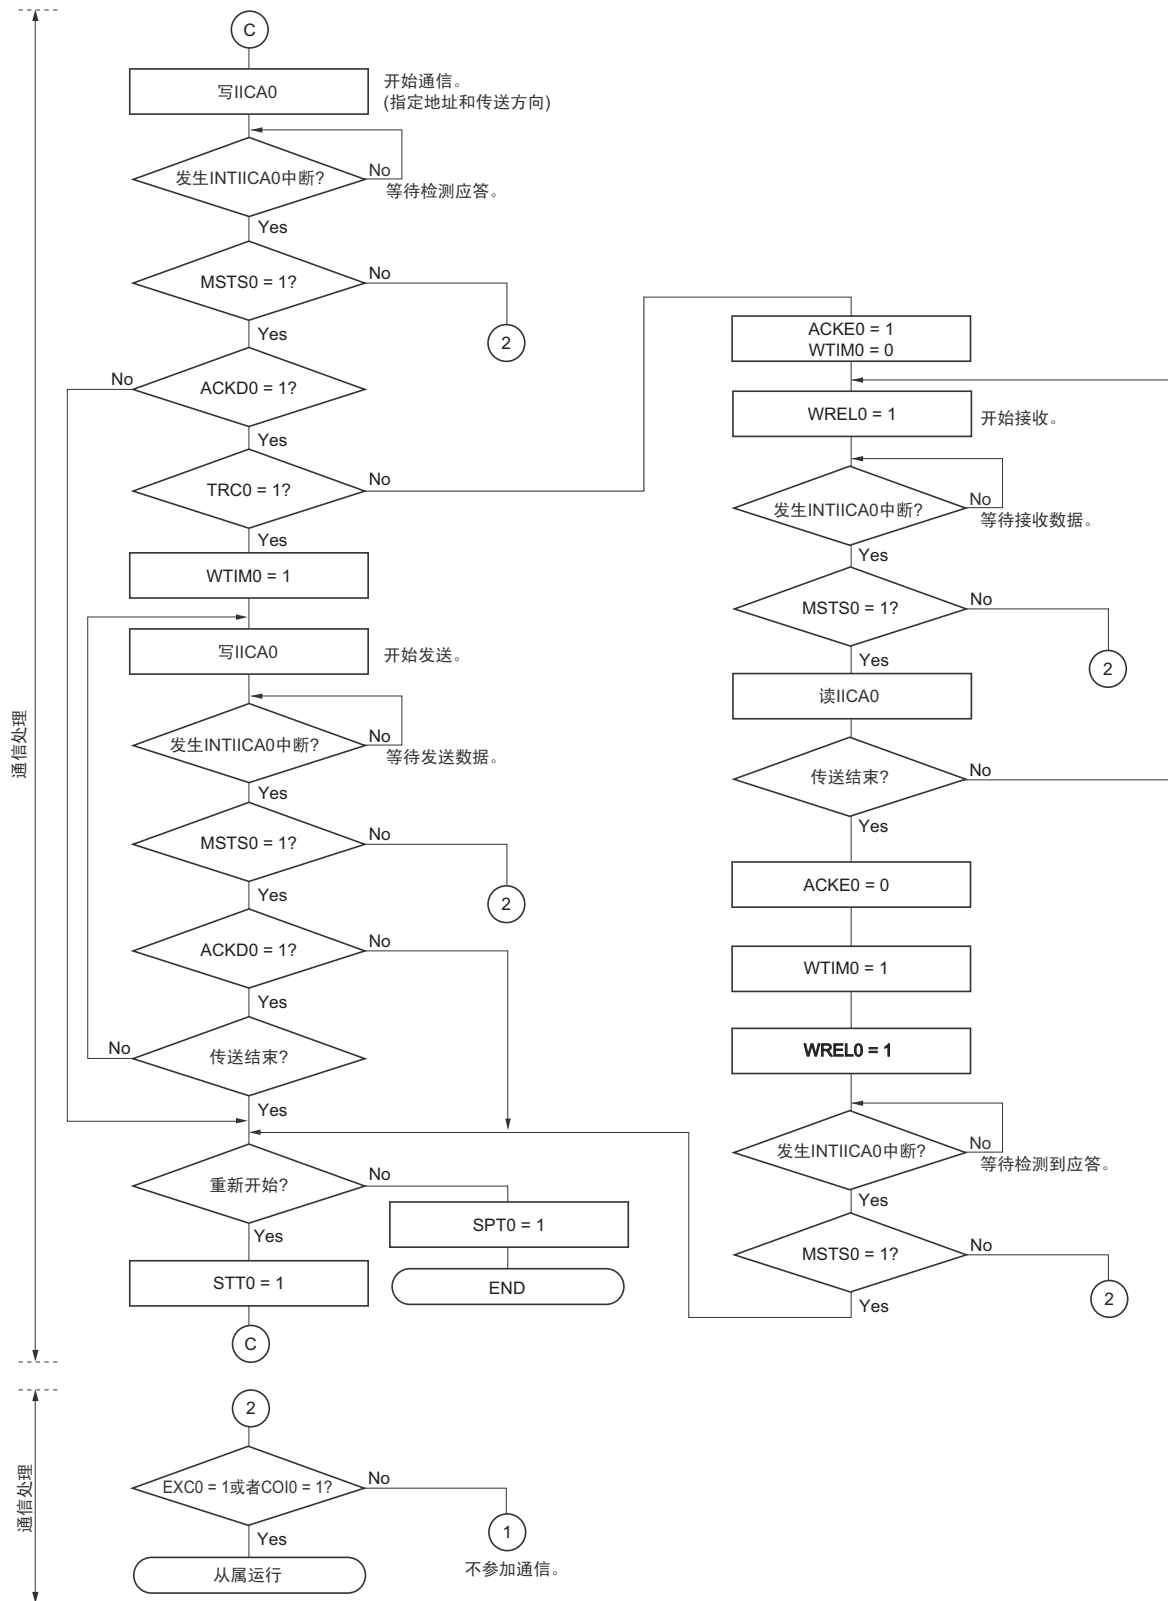 C
写IICA0
开始通信。
(指定地址和传送方向)
发生INTIICA0中断?
No
等待检测应答。
Yes
MSTS0 = 1?
No
2
Yes
ACKD0 = 1?
No
Yes
TRC0 = 1?
No
Yes
WTIM0 = 1
写IICA0
开始发送。
发生INTIICA0中断?
No
等待发送数据。
Yes
MSTS0 = 1?
No
2
Yes
ACKD0 = 1?
No
Yes
传送结束?
No
Yes
重新开始?
No
SPT0 = 1
END
Yes
STT0 = 1
C
ACKE0 = 1
WTIM0 = 0
WREL0 = 1
开始接收。
发生INTIICA0中断?
No
等待接收数据。
Yes
MSTS0 = 1?
No
2
Yes
读IICA0
传送结束?
No
Yes
ACKE0 = 0
WTIM0 = 1
WREL0 = 1
发生INTIICA0中断?
No
等待检测到应答。
Yes
MSTS0 = 1?
No
2
Yes
通信处理
2
EXC0 = 1或者COI0 = 1?
No
1
不参加通信。
Yes
从属运行
通信处理